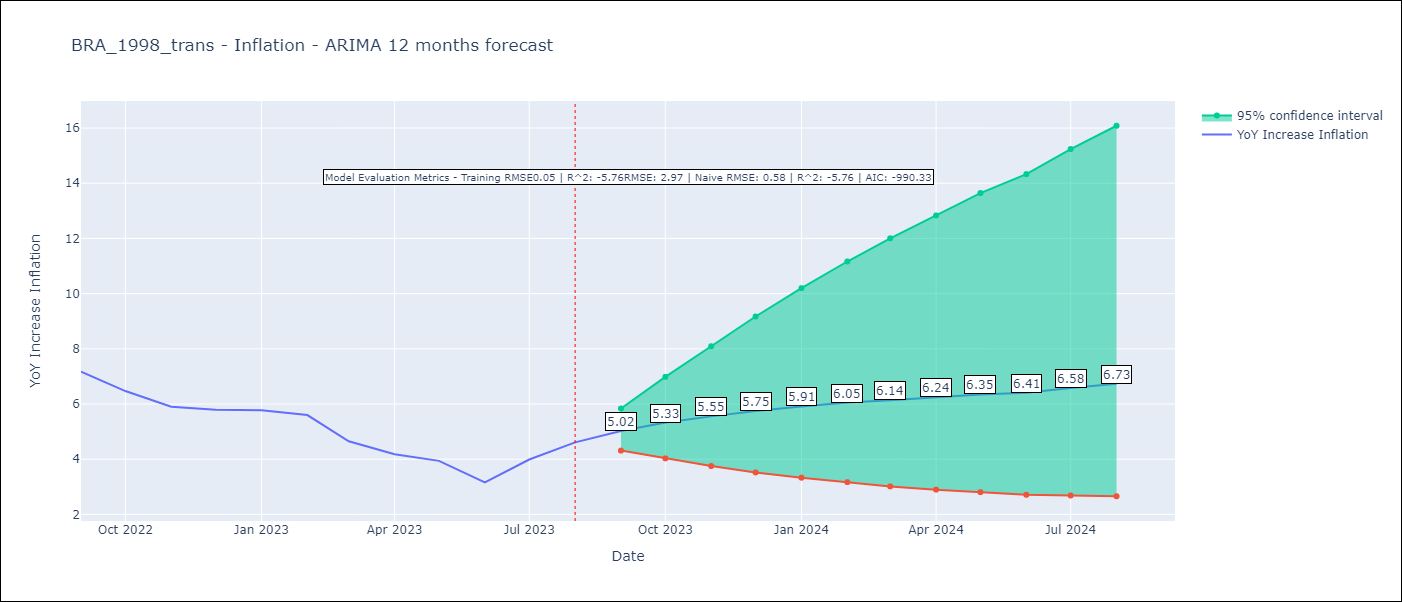 BRA_1998_trans - Inflation - ARIMA 12 months forecast
95% confidence interval
YoY Increase Inflation
Model Evaluation Metrics - Training RMSE0.05 | R^2: -5.76RMSE: 2.97 | Naive RMSE: 0.58 | R^2: -5.76 | AIC: -990.33
YoY Increase Inflation
16
14
12
10
8
6
4
2
5.02
5.33
5.55
5.75
5.91
6.05
6.14
6.24
6.35
6.41
6.58
6.73
Oct 2022
Jan 2023
Apr 2023
Jul 2023
Oct 2023
Jan 2024
Apr 2024
Jul 2024
Date